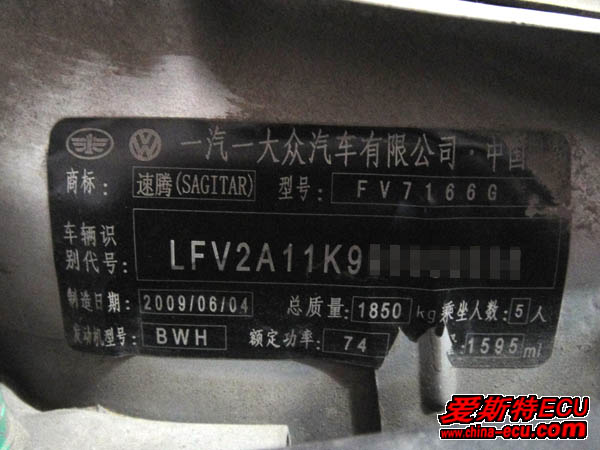 一汽一大众汽车有限公司·中国
商标: 速腾(SAGITAR) 型号: FV7166G
车辆识
别代号: LFV2A11K9
制造日期: 2009/06/04 总质量: 1850 kg 乘坐人数: 5 人
发动机型号: BWH 额定功率: 74 1595 ml
爱斯特ECU
www.china-ecu.com